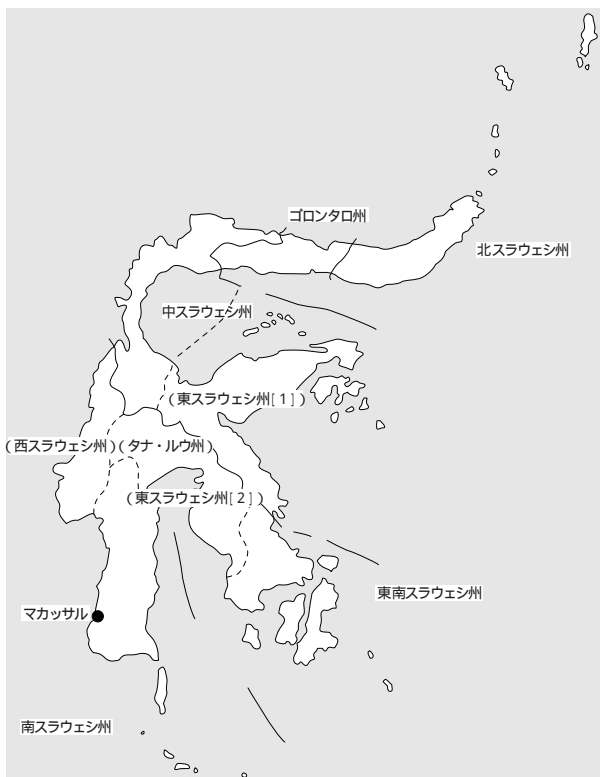 ゴロンタロ州
北スラウェシ州
中スラウェシ州
(東スラウェシ州[1])
(西スラウェシ州)(タナ・ルウ州)
(東スラウェシ州[2])
東南スラウェシ州
マカッサル
南スラウェシ州